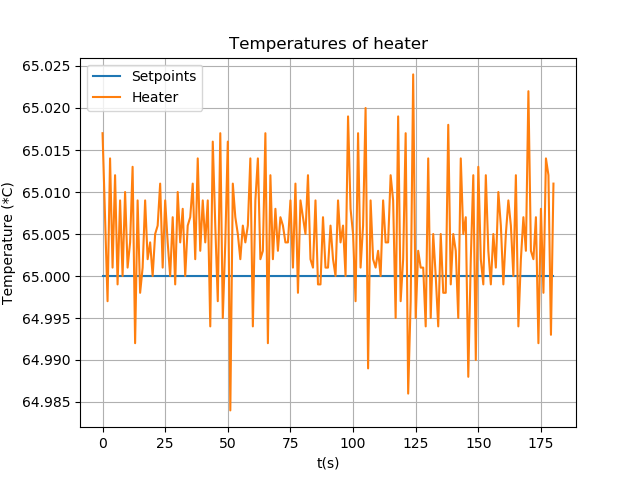 Temperatures of heater
Setpoints
Heater
Temperature (*C)
65.025
65.020
65.015
65.010
65.005
65.000
64.995
64.990
64.985
0 25 50 75 100 125 150 175
t(s)